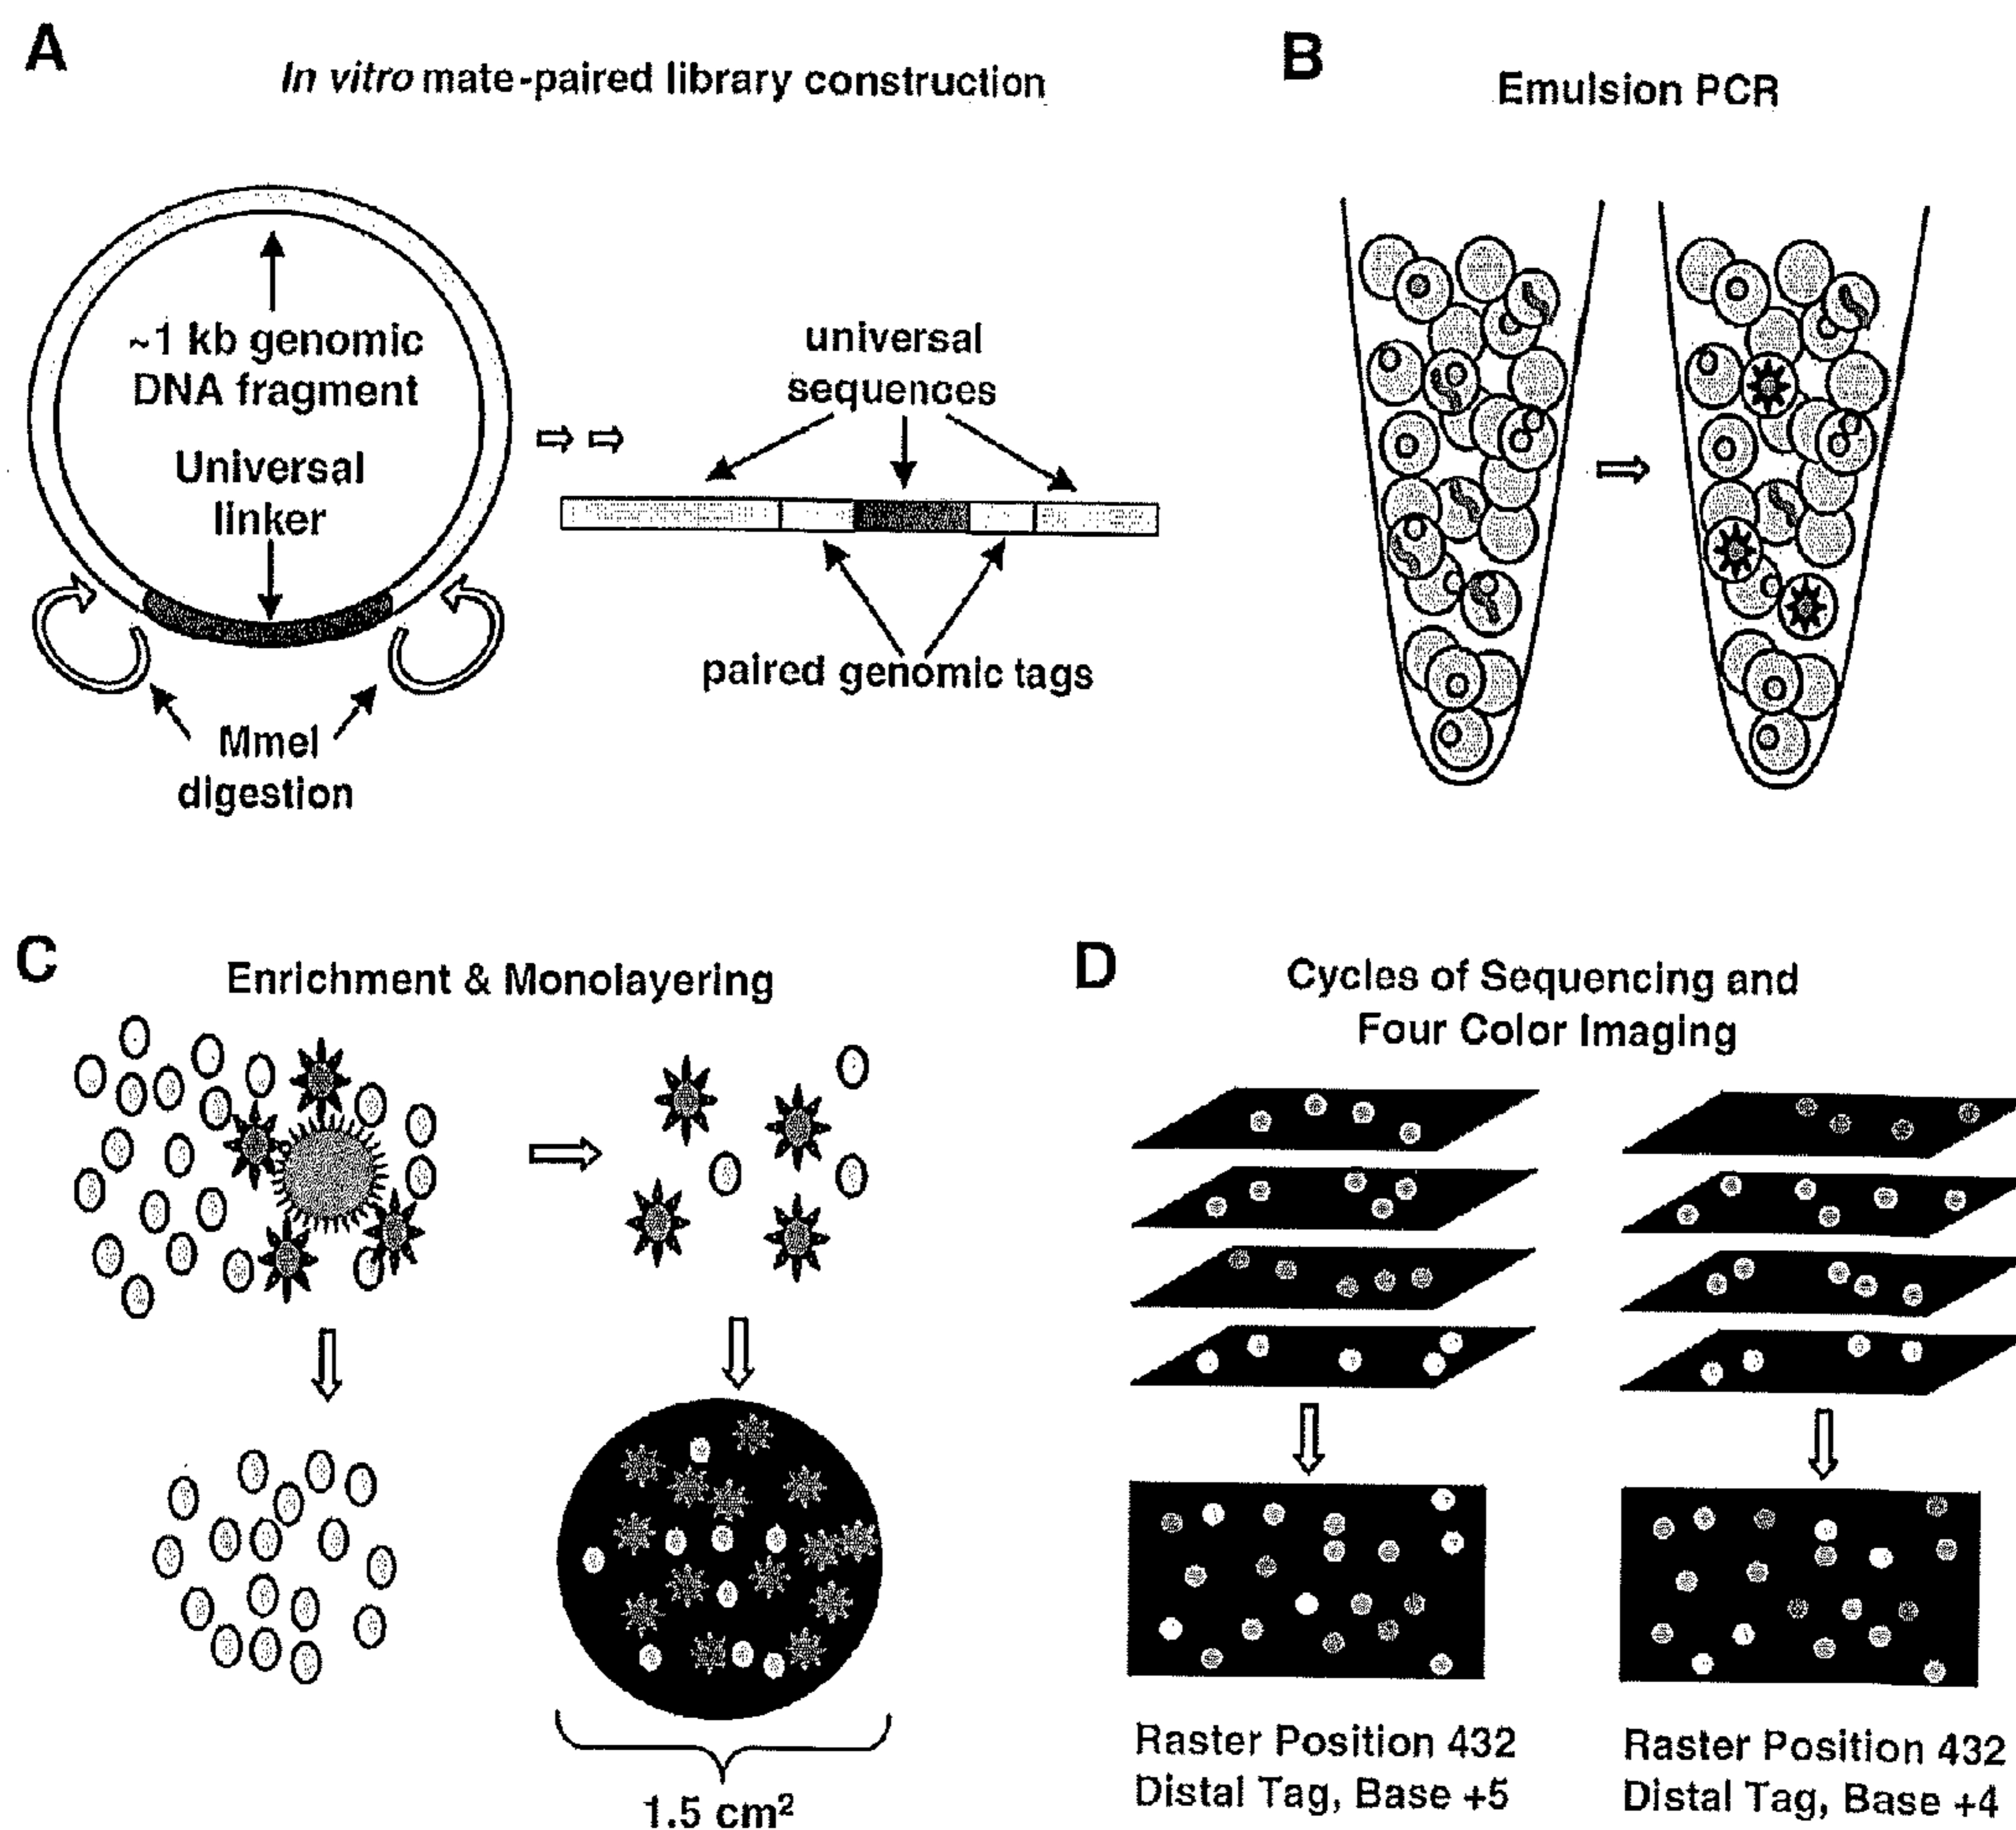 A
In vitro mate-paired library construction
~1 kb genomic
DNA fragment
Universal
linker
MmeI
digestion
universal
sequences
paired genomic tags
B
Emulsion PCR
C
Enrichment & Monolayering
1.5 cm²
D
Cycles of Sequencing and
Four Color Imaging
Raster Position 432
Distal Tag, Base +5
Raster Position 432
Distal Tag, Base +4